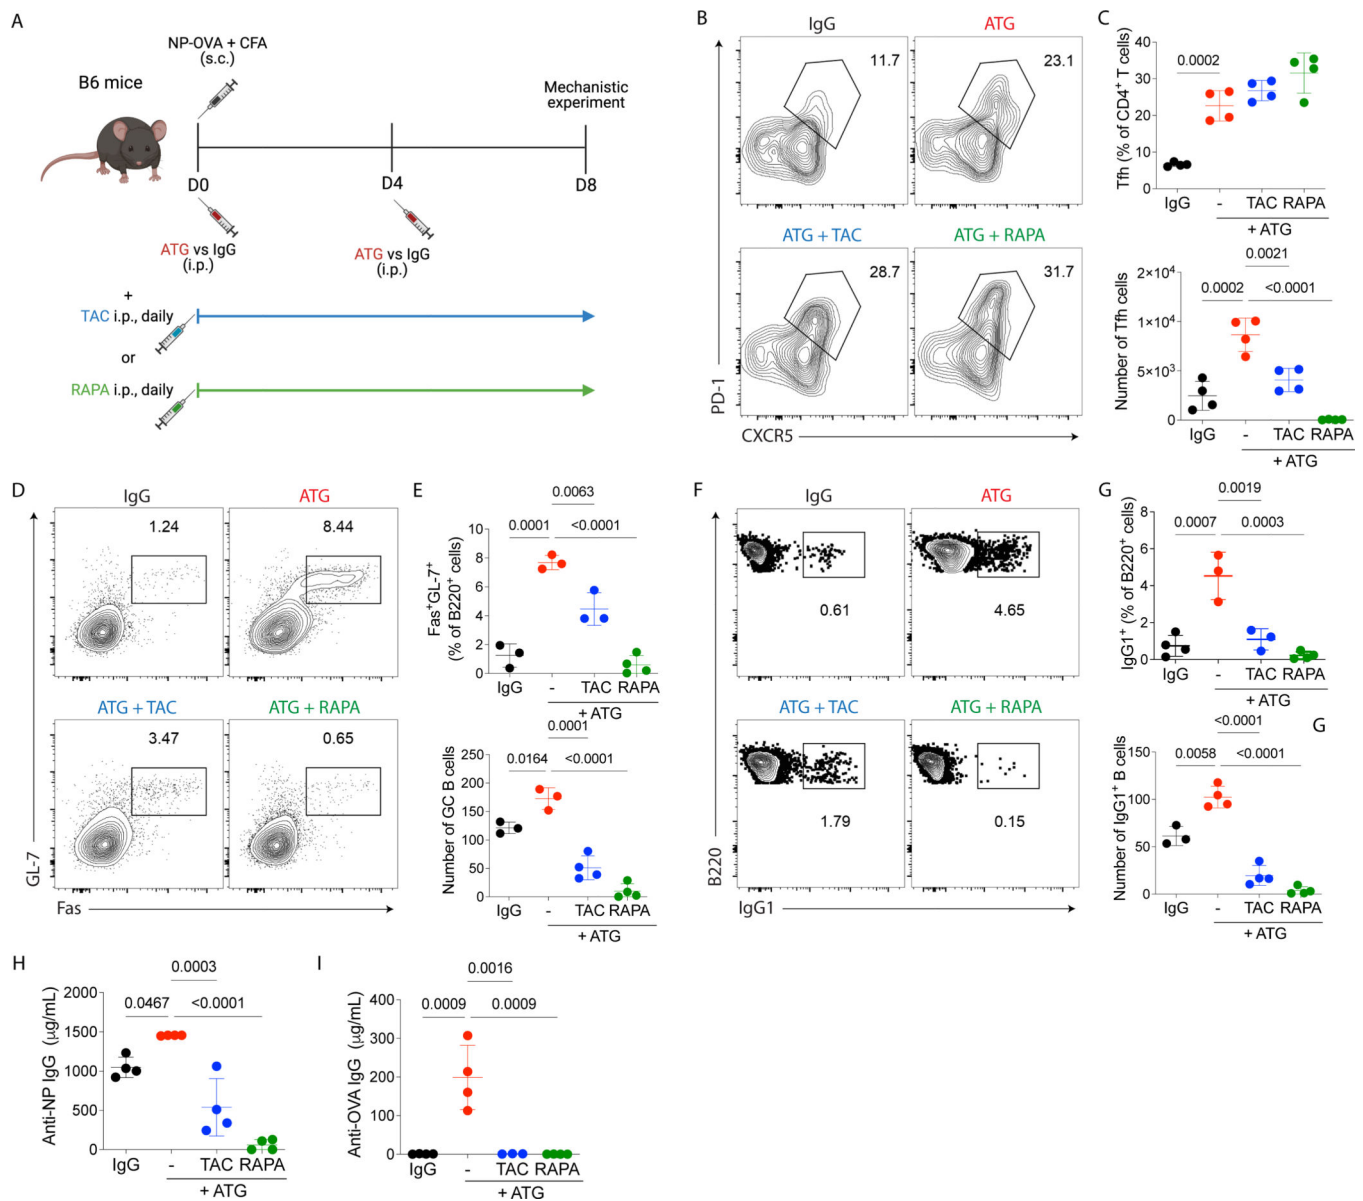 A
NP-OVA + CFA
(s.c.)
B6 mice
Mechanistic
experiment
D0
D4
D8
ATG vs IgG
(i.p.)
ATG vs IgG
(i.p.)
+
TAC i.p., daily
or
RAPA i.p., daily
B
IgG
ATG
11.7
23.1
ATG + TAC
ATG + RAPA
28.7
31.7
PD-1
CXCR5
C
Tfh (% of CD4+ T cells)
40
30
20
10
0
0.0002
IgG
-
TAC
RAPA
+ ATG
Number of Tfh cells
2×10⁴
1×10⁴
5×10³
0
0.0021
0.0002
<0.0001
IgG
-
TAC
RAPA
+ ATG
D
IgG
ATG
1.24
8.44
ATG + TAC
ATG + RAPA
3.47
0.65
GL-7
Fas
E
Fas+GL-7+
(% of B220+ cells)
10
8
6
4
2
0
0.0063
0.0001
<0.0001
IgG
-
TAC
RAPA
+ ATG
Number of GC B cells
250
200
150
100
50
0
0.0001
0.0164
<0.0001
IgG
-
TAC
RAPA
+ ATG
F
IgG
ATG
0.61
4.65
ATG + TAC
ATG + RAPA
1.79
0.15
B220
IgG1
G
IgG1+ (% of B220+ cells)
8
6
4
2
0
0.0019
0.0007
0.0003
IgG
-
TAC
RAPA
+ ATG
G
Number of IgG1+ B cells
150
100
50
0
<0.0001
0.0058
<0.0001
IgG
-
TAC
RAPA
+ ATG
H
Anti-NP IgG (µg/mL)
2000
1500
1000
500
0
0.0003
0.0467
<0.0001
IgG
-
TAC
RAPA
+ ATG
I
Anti-OVA IgG (µg/mL)
400
300
200
100
0
0.0016
0.0009
0.0009
IgG
-
TAC
RAPA
+ ATG